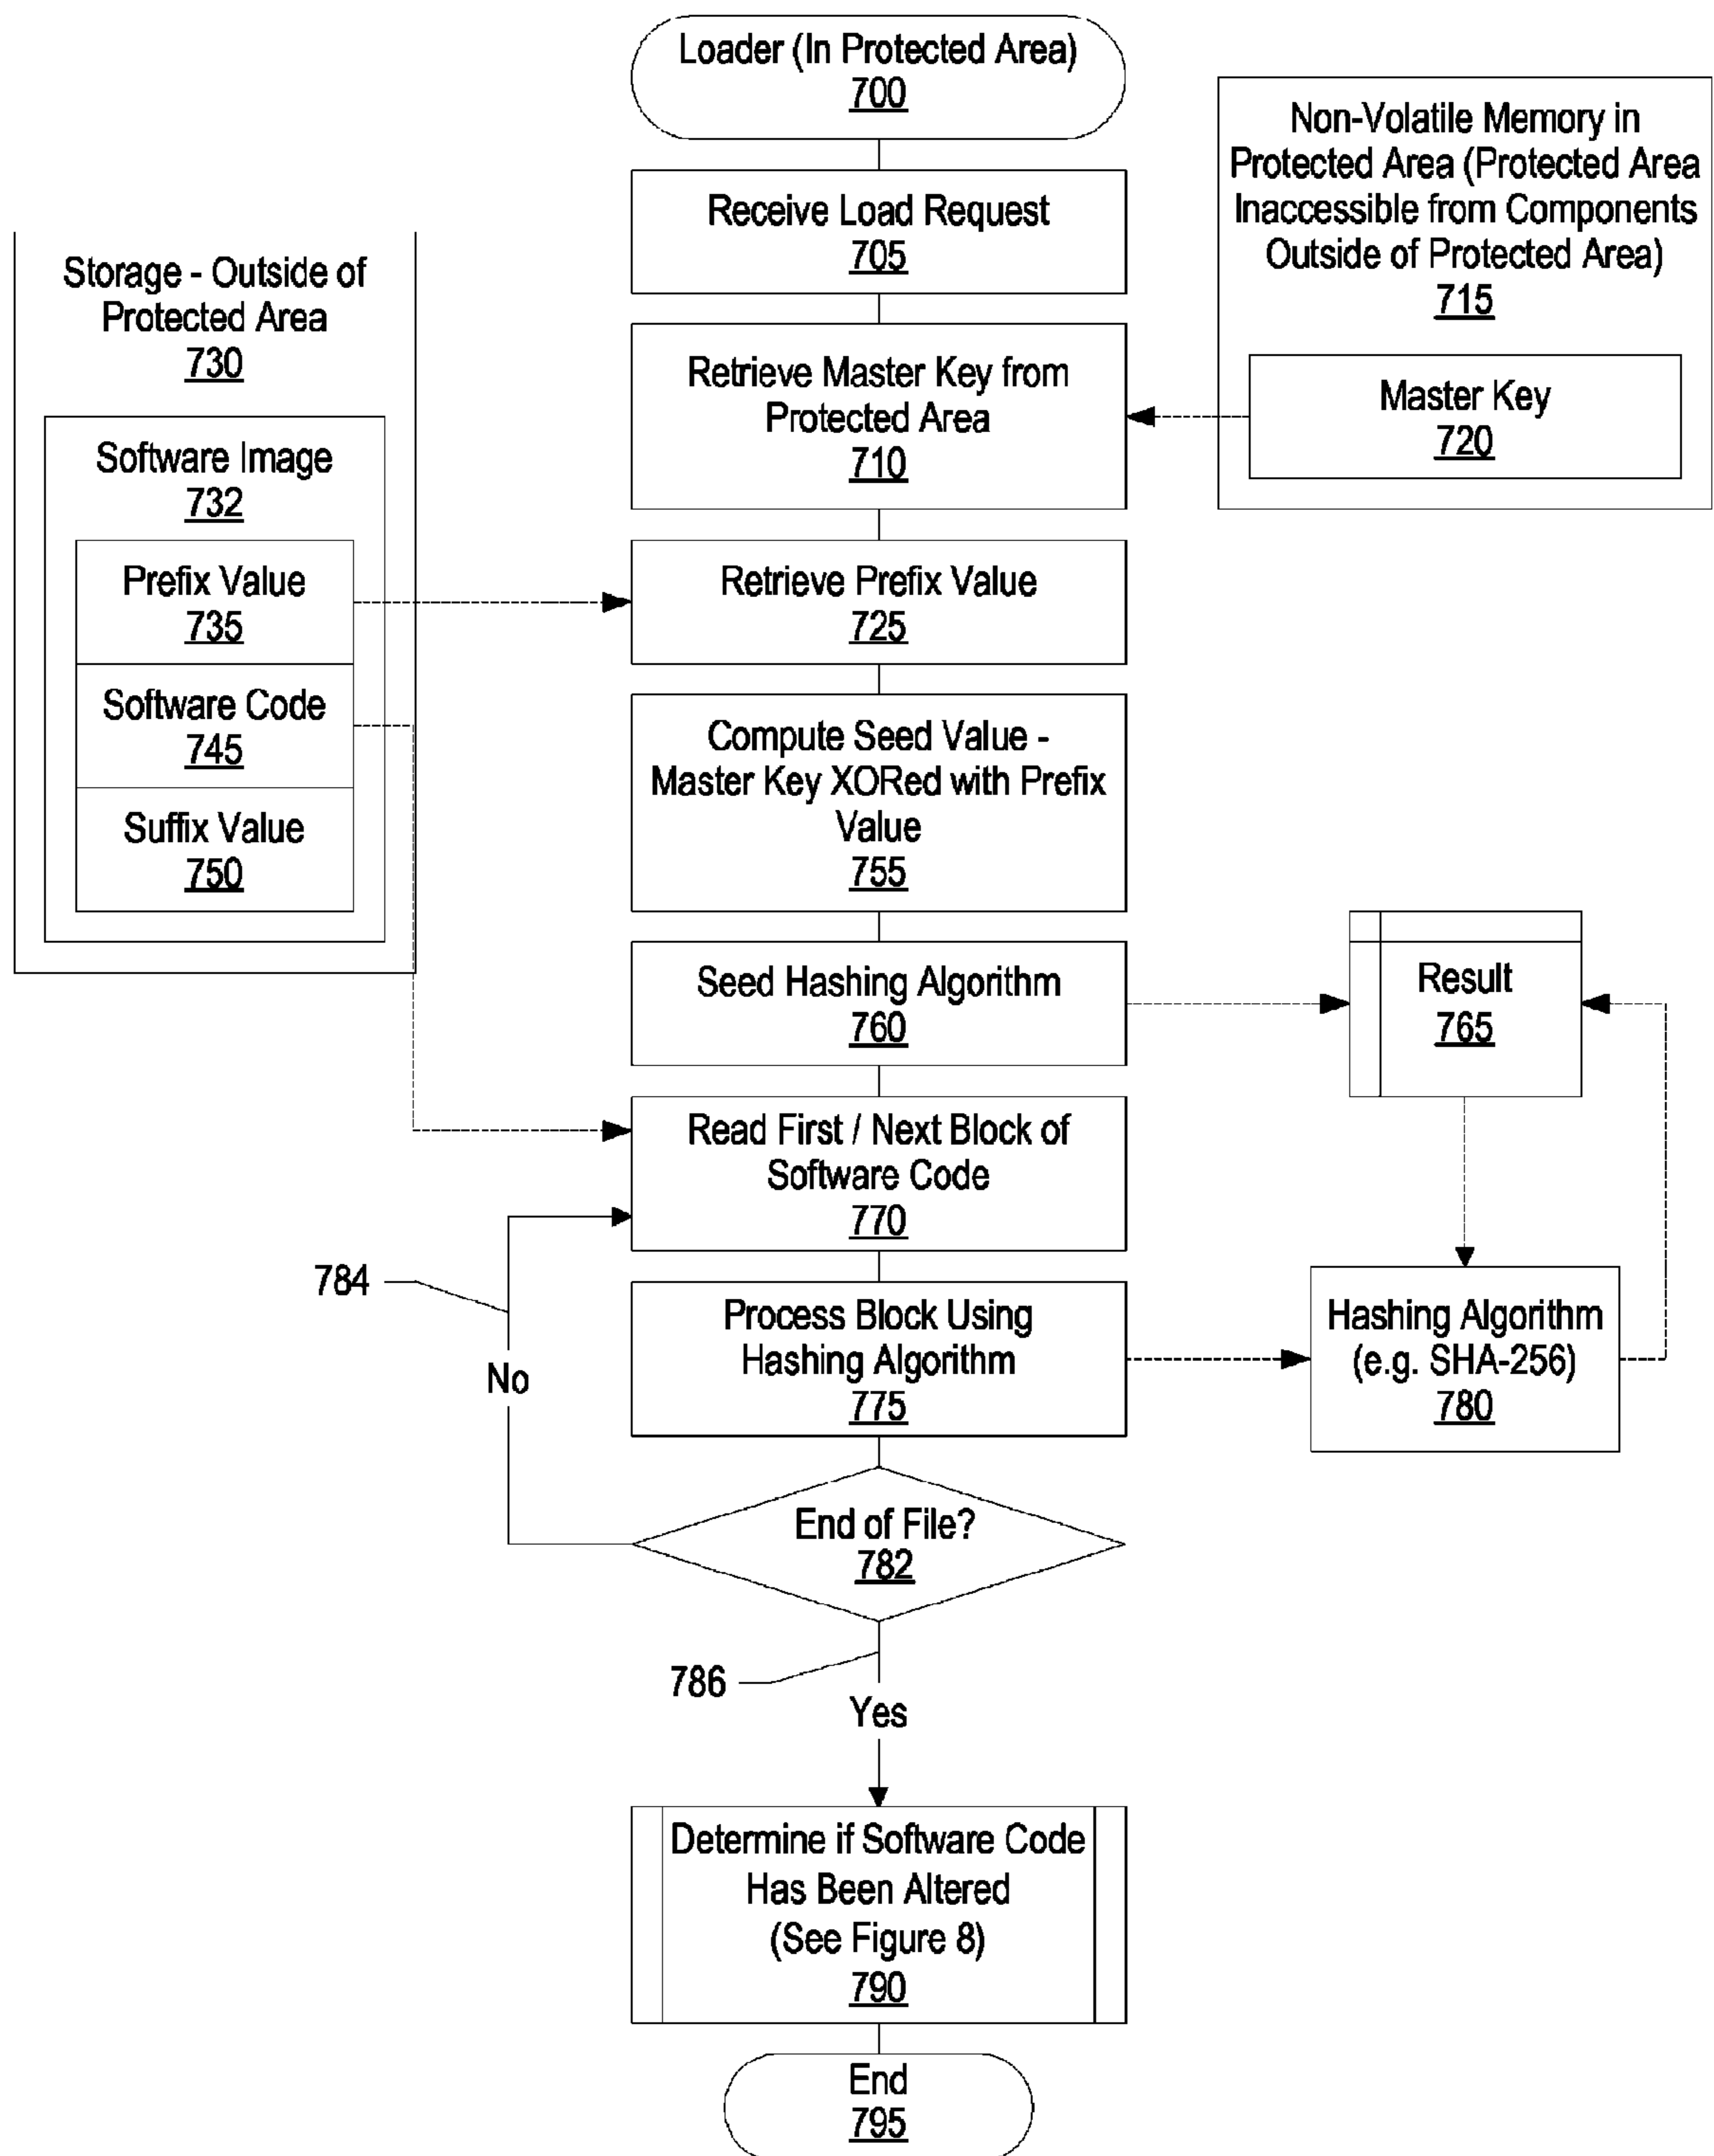 Loader (In Protected Area)
700
Receive Load Request
705
Non-Volatile Memory in
Protected Area (Protected Area
Inaccessible from Components
Outside of Protected Area)
715
Master Key
720
Storage - Outside of
Protected Area
730
Software Image
732
Prefix Value
735
Software Code
745
Suffix Value
750
Retrieve Master Key from
Protected Area
710
Retrieve Prefix Value
725
Compute Seed Value -
Master Key XORed with Prefix
Value
755
Seed Hashing Algorithm
760
Result
765
Read First / Next Block of
Software Code
770
784
No
Process Block Using
Hashing Algorithm
775
Hashing Algorithm
(e.g. SHA-256)
780
End of File?
782
786
Yes
Determine if Software Code
Has Been Altered
(See Figure 8)
790
End
795